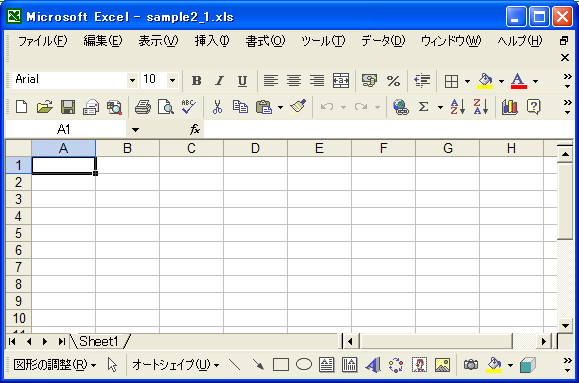 Microsoft Excel - sample2_1.xls
ファイル(F) 編集(E) 表示(V) 挿入(I) 書式(O) ツール(T) データ(D) ウィンドウ(W) ヘルプ(H)
Arial 10 B I U %
ABC Σ A Z Z A ?
A1 fx
A B C D E F G H
1
2
3
4
5
6
7
8
9
10
Sheet1
図形の調整(R) オートシェイプ(U) A A